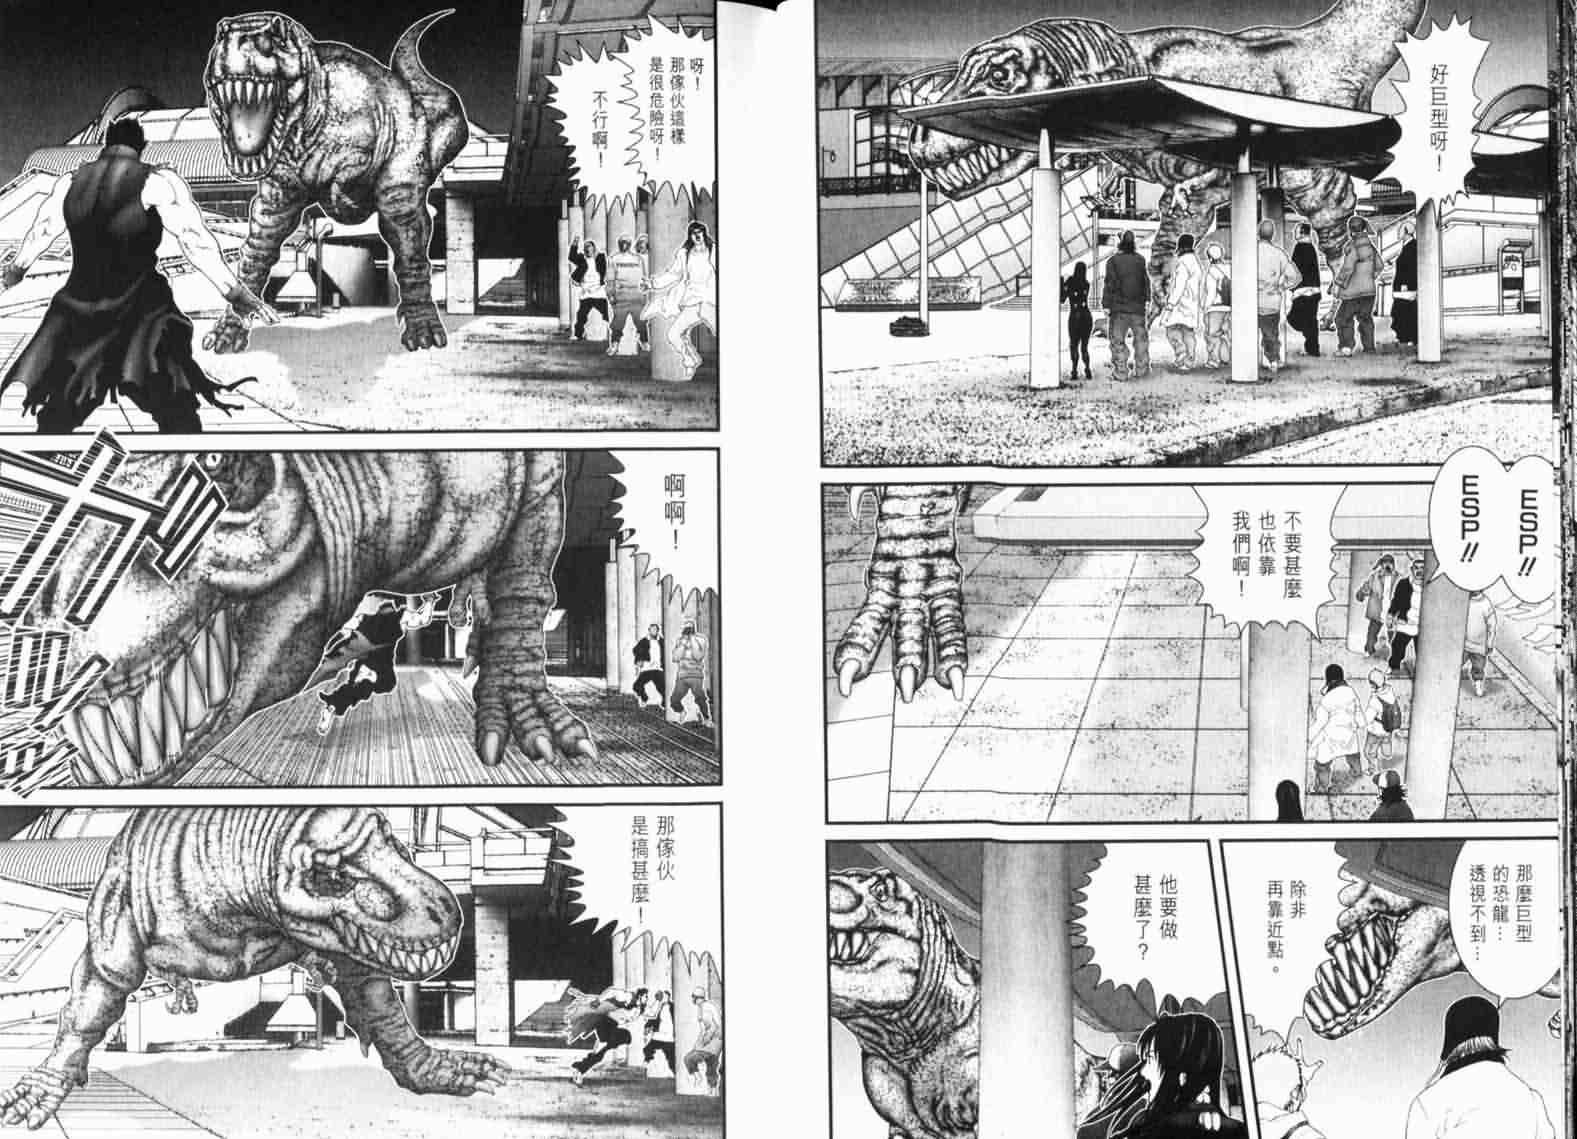 好巨型呀！
ESP!!
ESP!!
不要甚麼
也依靠
我們啊！
那麼巨型
的恐龍…
透視不到…
除非
再靠近點。
他要做
甚麼了？
呀！
那傢伙這樣
是很危險呀！
不行啊！
啊啊！
那傢伙
是搞甚麼！